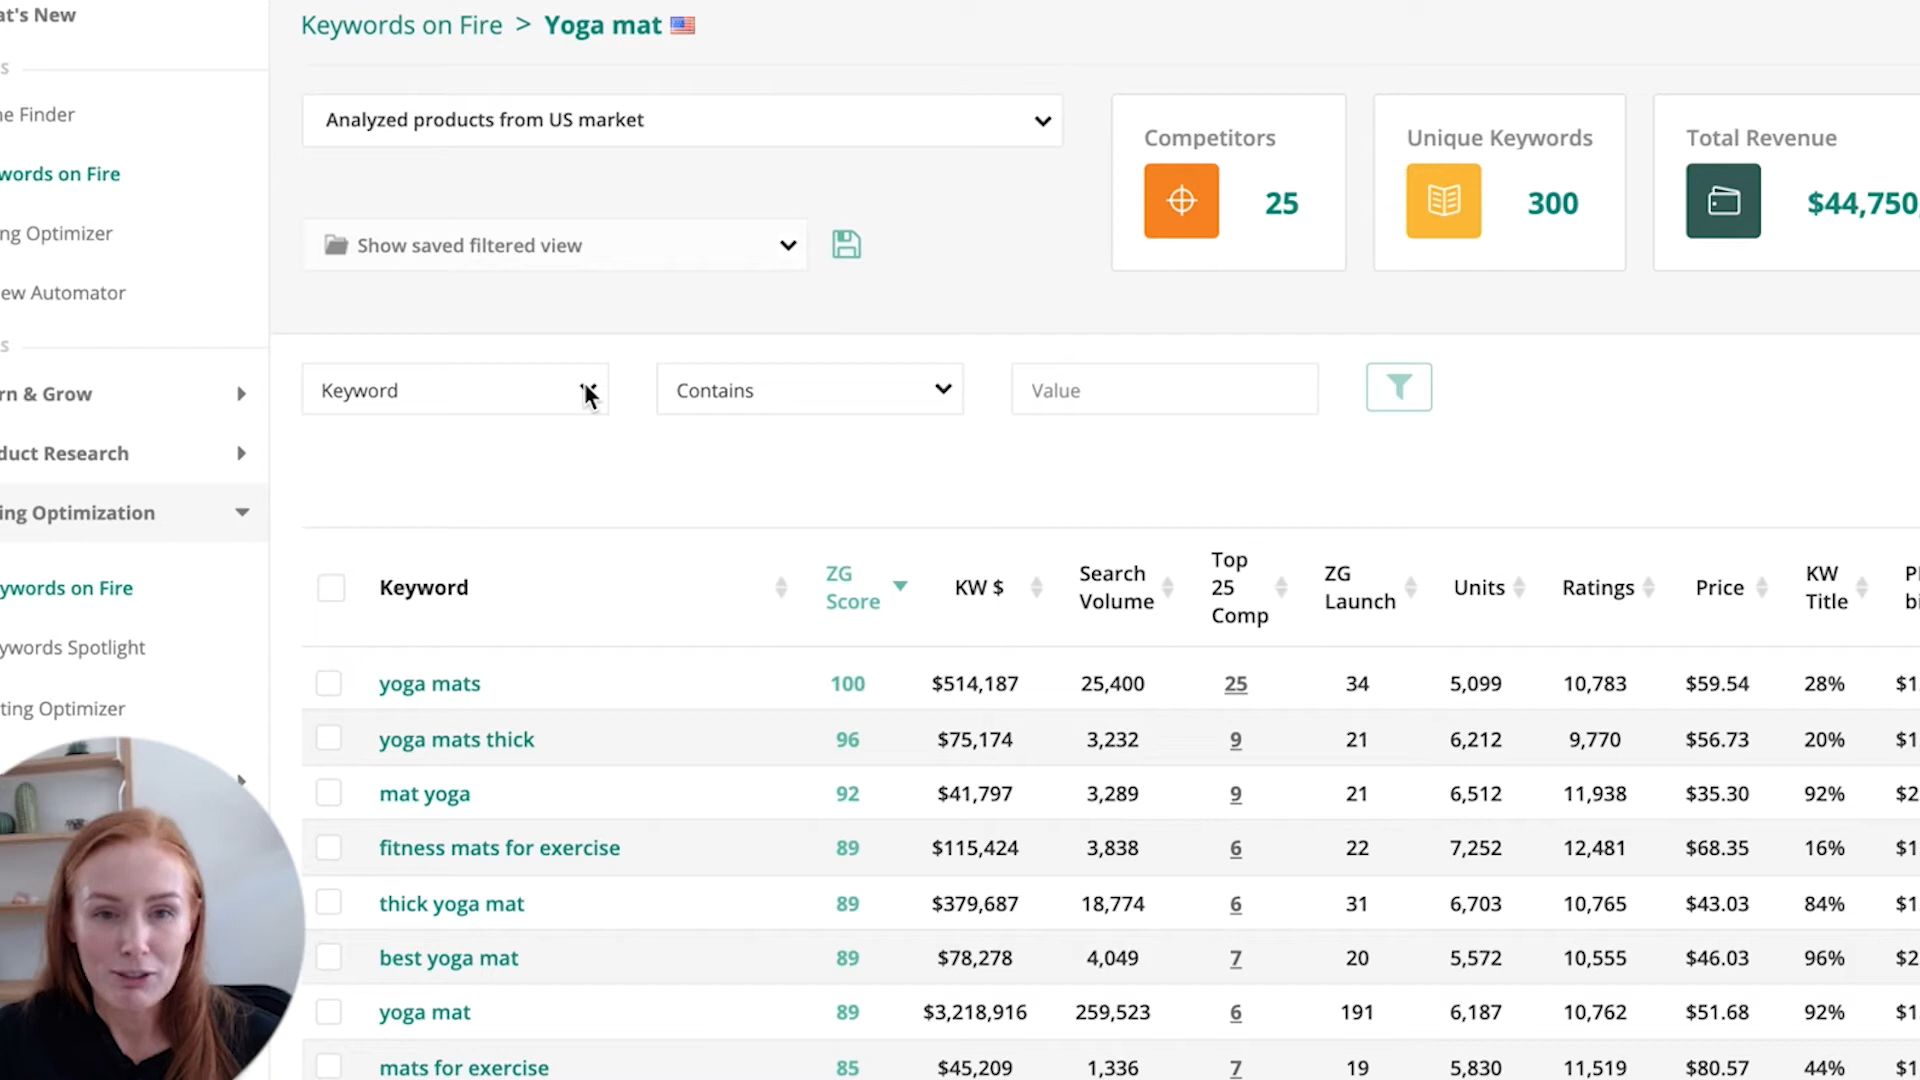 at's New
Keywords on Fire > Yoga mat
S
ne Finder
words on Fire
ng Optimizer
ew Automator
S
rn & Grow
duct Research
ing Optimization
ywords on Fire
ywords Spotlight
ting Optimizer
Analyzed products from US market
Show saved filtered view
Competitors
25
Unique Keywords
300
Total Revenue
$44,750
Keyword
Contains
Value
Keyword ZG Score KW $ Search Volume Top 25 Comp ZG Launch Units Ratings Price KW Title
yoga mats 100 $514,187 25,400 25 34 5,099 10,783 $59.54 28% $1
yoga mats thick 96 $75,174 3,232 9 21 6,212 9,770 $56.73 20% $1
mat yoga 92 $41,797 3,289 9 21 6,512 11,938 $35.30 92% $2
fitness mats for exercise 89 $115,424 3,838 6 22 7,252 12,481 $68.35 16% $1
thick yoga mat 89 $379,687 18,774 6 31 6,703 10,765 $43.03 84% $1
best yoga mat 89 $78,278 4,049 7 20 5,572 10,555 $46.03 96% $2
yoga mat 89 $3,218,916 259,523 6 191 6,187 10,762 $51.68 92% $1
mats for exercise 85 $45,209 1,336 7 19 5,830 11,519 $80.57 44% $1